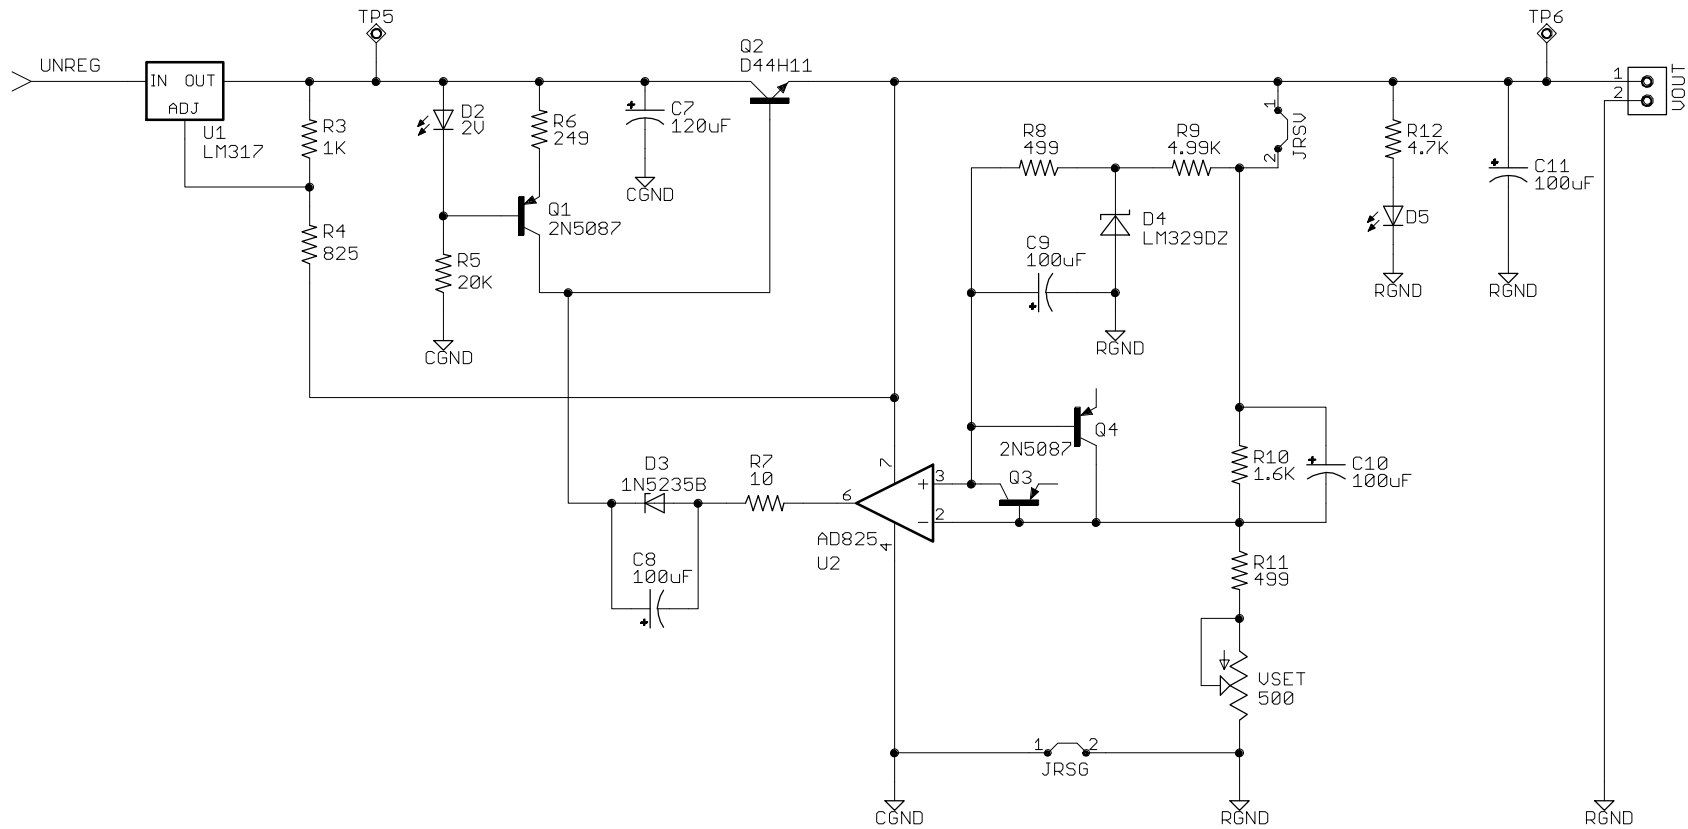 TP5
TP6
UNREG
IN OUT
ADJ
U1
LM317
R3
1K
R4
825
D2
2V
R5
20K
CGND
R6
249
Q1
2N5087
C7
120uF
CGND
Q2
D44H11
R8
499
R9
4.99K
1
2
JRSV
D4
LM329DZ
C9
100uF
RGND
R12
4.7K
D5
RGND
C11
100uF
RGND
1
2
VOUT
Q4
2N5087
Q3
D3
1N5235B
R7
10
C8
100uF
7
6
+
3
−
2
4
AD825
U2
R10
1.6K
C10
100uF
R11
499
VSET
500
1
2
JRSG
CGND
RGND
RGND